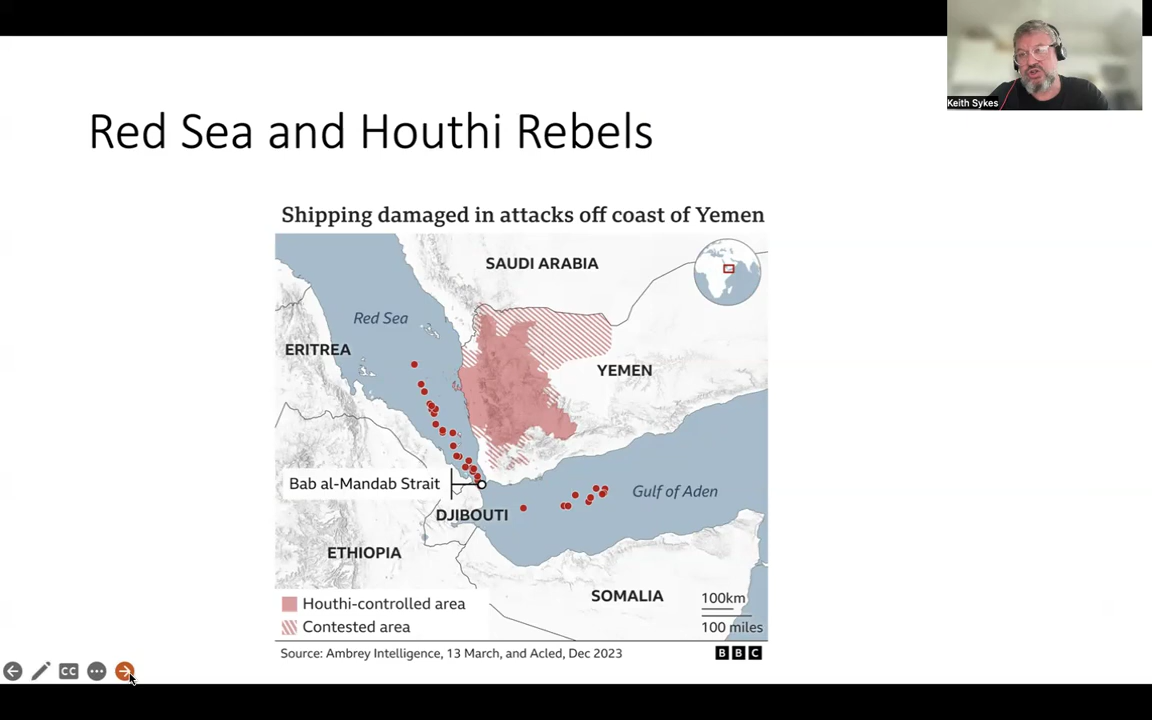 Keith Sykes
Red Sea and Houthi Rebels
Shipping damaged in attacks off coast of Yemen
SAUDI ARABIA
Red Sea
ERITREA
YEMEN
Bab al-Mandab Strait
Gulf of Aden
DJIBOUTI
ETHIOPIA
SOMALIA
100km
100 miles
Houthi-controlled area
Contested area
Source: Ambrey Intelligence, 13 March, and Acled, Dec 2023
BBC
CC